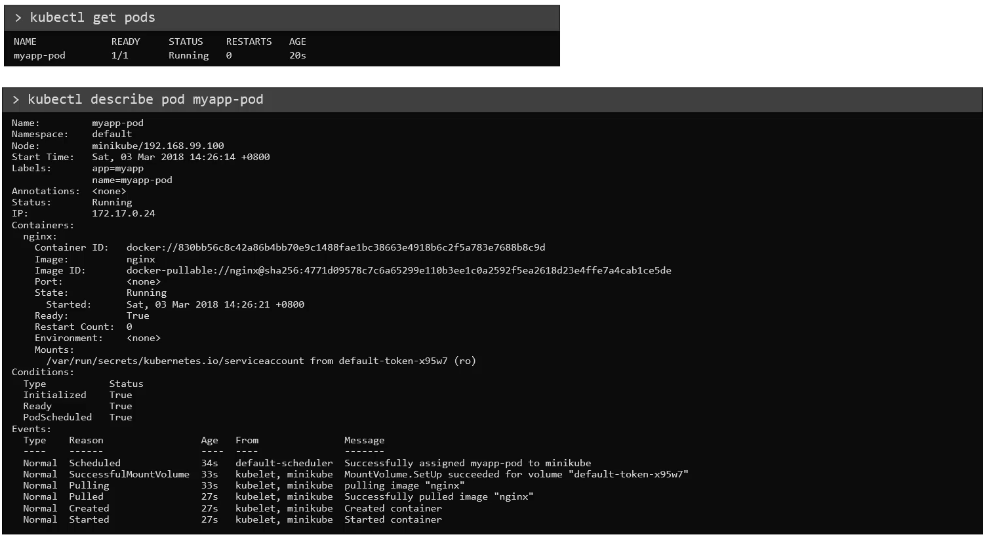 > kubectl get pods
NAME READY STATUS RESTARTS AGE
myapp-pod 1/1 Running 0 20s
> kubectl describe pod myapp-pod
Name: myapp-pod
Namespace: default
Node: minikube/192.168.99.100
Start Time: Sat, 03 Mar 2018 14:26:14 +0800
Labels: app=myapp
name=myapp-pod
Annotations: <none>
Status: Running
IP: 172.17.0.24
Containers:
nginx:
Container ID: docker://830bb56c8c42a86b4bb70e9c1488fae1bc38663e4918b6c2f5a783e7688b8c9d
Image: nginx
Image ID: docker-pullable://nginx@sha256:4771d09578c7c6a65299e110b3ee1c0a2592f5ea2618d23e4ffe7a4cab1ce5de
Port: <none>
State: Running
Started: Sat, 03 Mar 2018 14:26:21 +0800
Ready: True
Restart Count: 0
Environment: <none>
Mounts:
/var/run/secrets/kubernetes.io/serviceaccount from default-token-x95w7 (ro)
Conditions:
Type Status
Initialized True
Ready True
PodScheduled True
Events:
Type Reason Age From Message
---- ------ ---- ---- -------
Normal Scheduled 34s default-scheduler Successfully assigned myapp-pod to minikube
Normal SuccessfulMountVolume 33s kubelet, minikube MountVolume.SetUp succeeded for volume "default-token-x95w7"
Normal Pulling 33s kubelet, minikube pulling image "nginx"
Normal Pulled 27s kubelet, minikube Successfully pulled image "nginx"
Normal Created 27s kubelet, minikube Created container
Normal Started 27s kubelet, minikube Started container